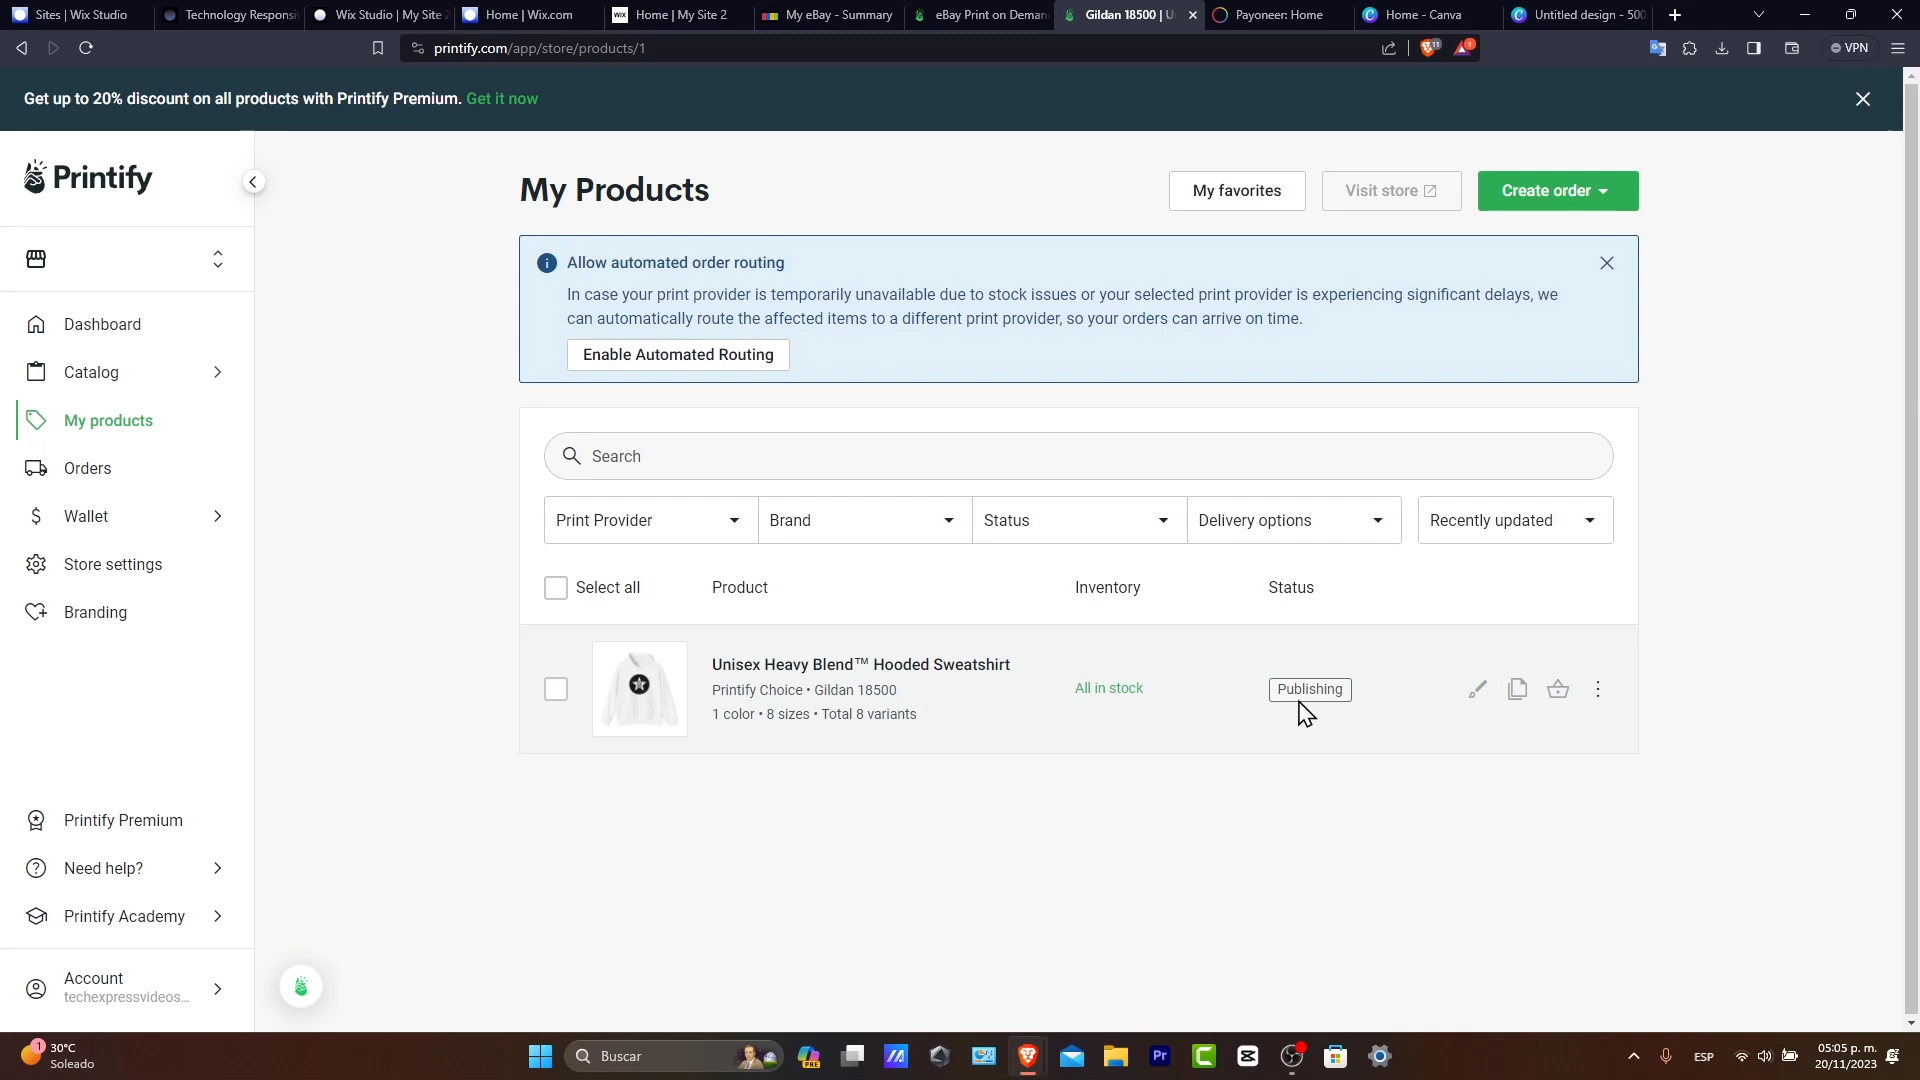 Sites | Wix Studio
Technology Responsiv
Wix Studio | My Site 2
Home | Wix.com
WIX
Home | My Site 2
My eBay - Summary
eBay Print on Deman
Gildan 18500 | U
Payoneer: Home
Home - Canva
Untitled design - 500
printify.com/app/store/products/1
11
1
VPN
Get up to 20% discount on all products with Printify Premium. Get it now
Printify
My Products
My favorites
Visit store
Create order
Allow automated order routing
In case your print provider is temporarily unavailable due to stock issues or your selected print provider is experiencing significant delays, we
can automatically route the affected items to a different print provider, so your orders can arrive on time.
Enable Automated Routing
Dashboard
Catalog
My products
Orders
Wallet
Store settings
Branding
Search
Print Provider
Brand
Status
Delivery options
Recently updated
Select all
Product
Inventory
Status
Unisex Heavy Blend™ Hooded Sweatshirt
Printify Choice • Gildan 18500
1 color • 8 sizes • Total 8 variants
All in stock
Publishing
Printify Premium
Need help?
Printify Academy
Account
techexpressvideos...
1
30°C
Soleado
Buscar
PRE
Pr
ESP
05:05 p. m.
20/11/2023